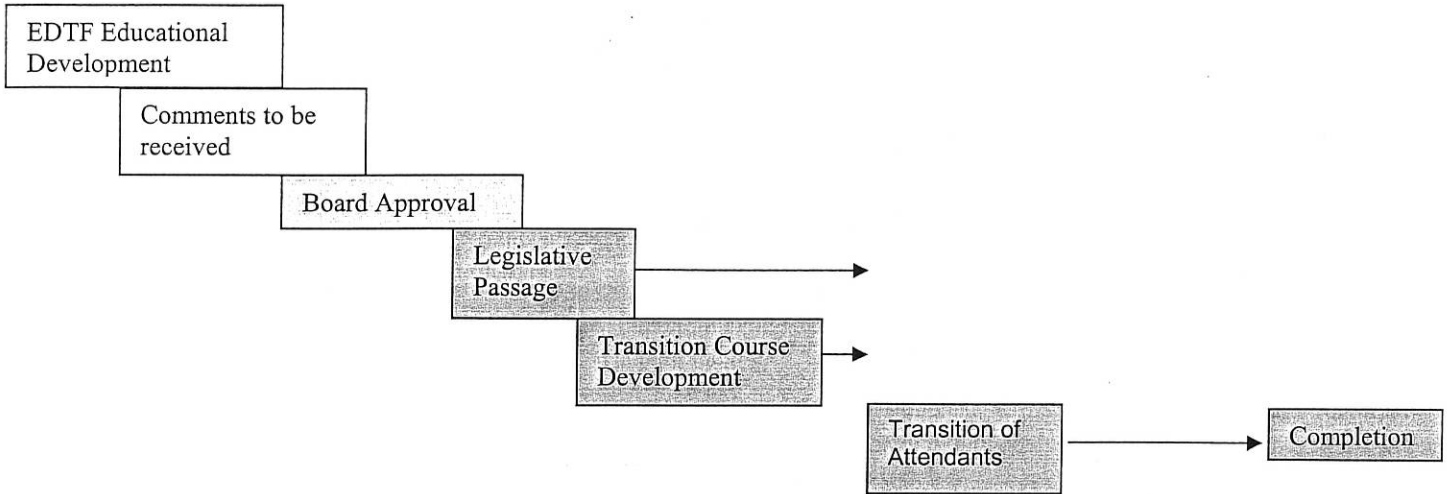 EDTF Educational
Development
Comments to be
received
Board Approval
Legislative
Passage
Transition Course
Development
Transition of
Attendants
Completion